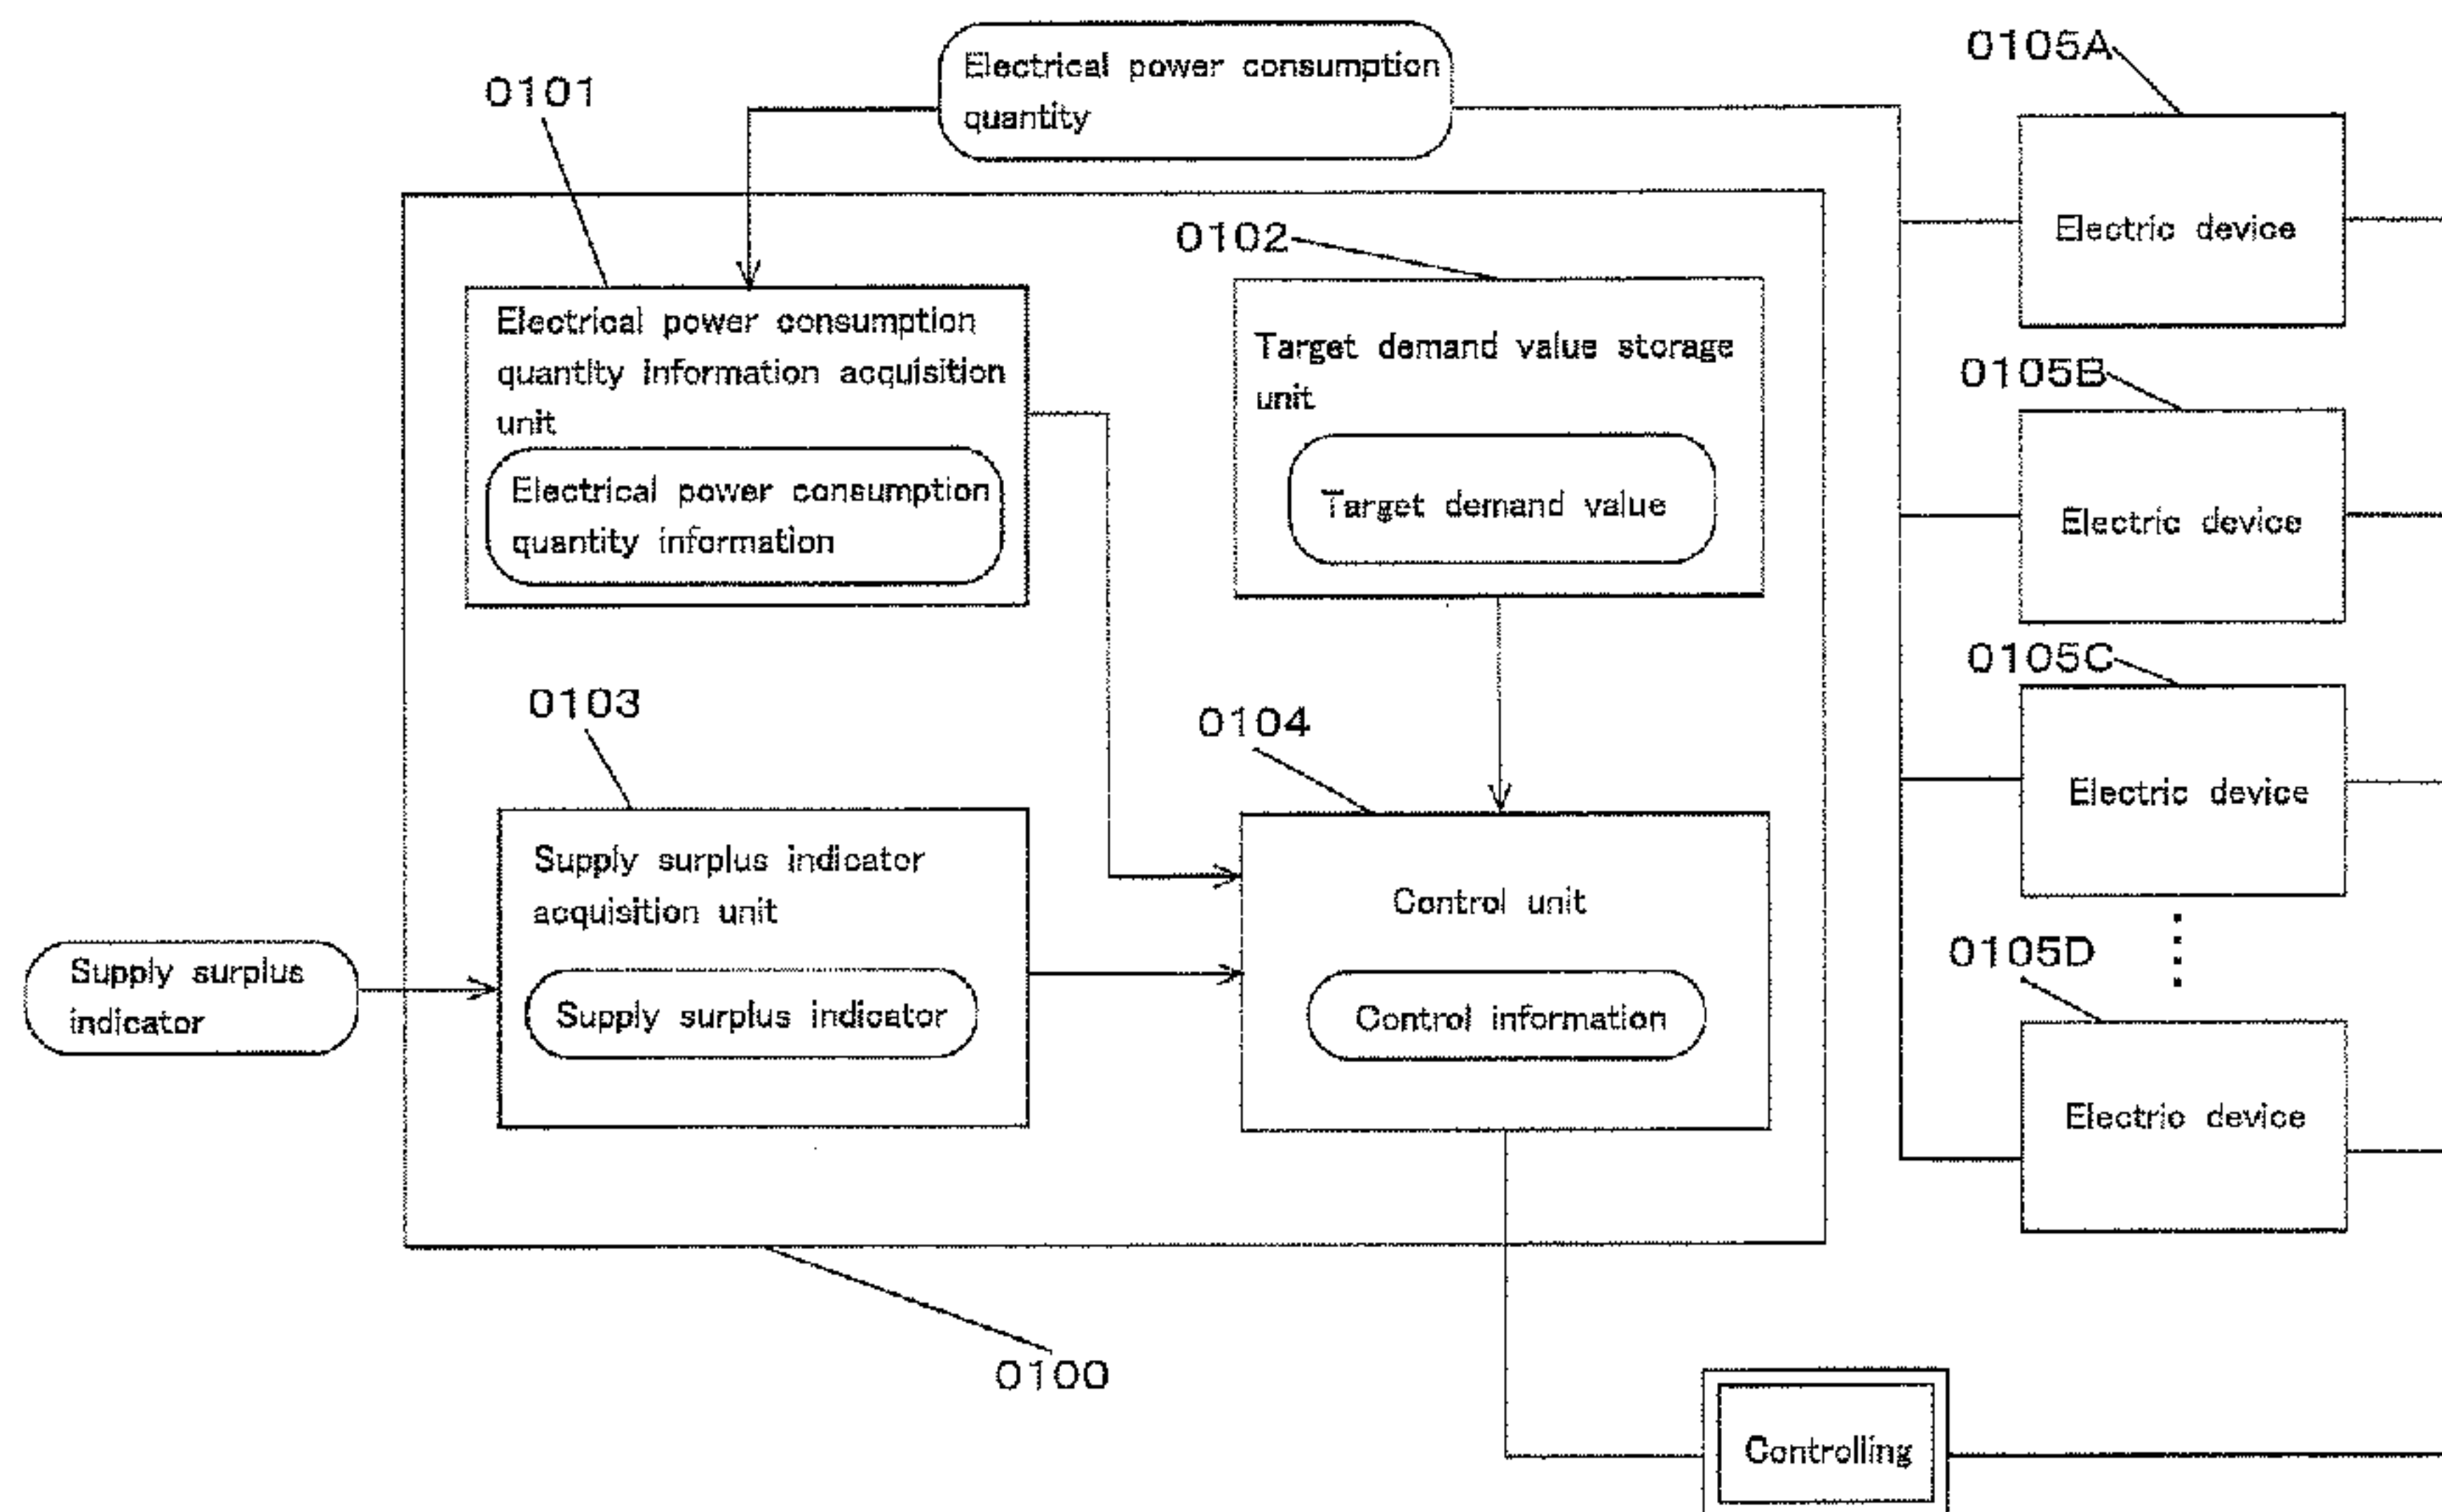 Electrical power consumption
quantity
0105A
0101
Electric device
0102
Electrical power consumption
quantity information acquisition
unit
Electrical power consumption
quantity information
Target demand value storage
unit
Target demand value
0105B
Electric device
0105C
Electric device
0103
0104
Supply surplus indicator
acquisition unit
Supply surplus indicator
Control unit
Control information
Supply surplus
indicator
0105D
Electric device
0100
Controlling